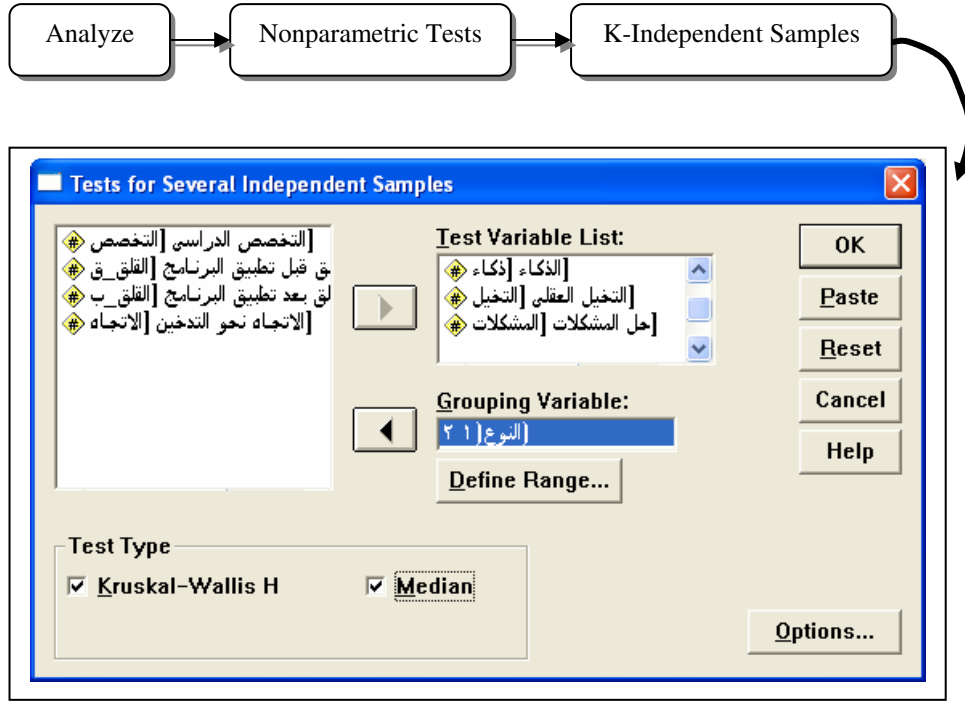 Analyze
Nonparametric Tests
K-Independent Samples
Tests for Several Independent Samples
التخصص الدراسي [التخصص]
ق قبل تطبيق البرنامج [القلق_ق
لق بعد تطبيق البرنامج [القلق_ب
الاتجاه نحو التدخين [الاتجاه]
Test Variable List:
الذكاء [ذكاء]
التخيل العقلي [التخيل]
حل المشكلات [المشكلات]
Grouping Variable:
النوع(١ ٢)
Define Range...
OK
Paste
Reset
Cancel
Help
Test Type
Kruskal-Wallis H
Median
Options...